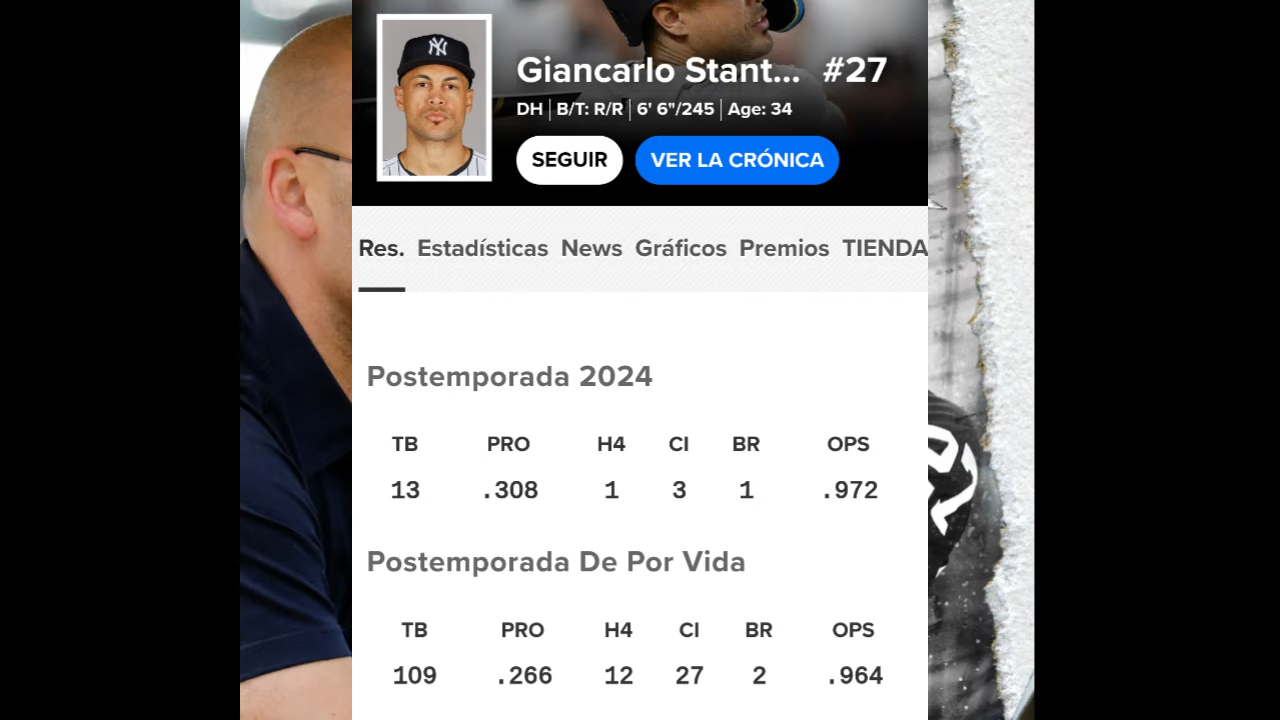 Giancarlo Stant... #27
DH | B/T: R/R | 6' 6"/245 | Age: 34
SEGUIR VER LA CRÓNICA
Res. Estadísticas News Gráficos Premios TIENDA
Postemporada 2024
TB PRO H4 CI BR OPS
13 .308 1 3 1 .972
Postemporada De Por Vida
TB PRO H4 CI BR OPS
109 .266 12 27 2 .964